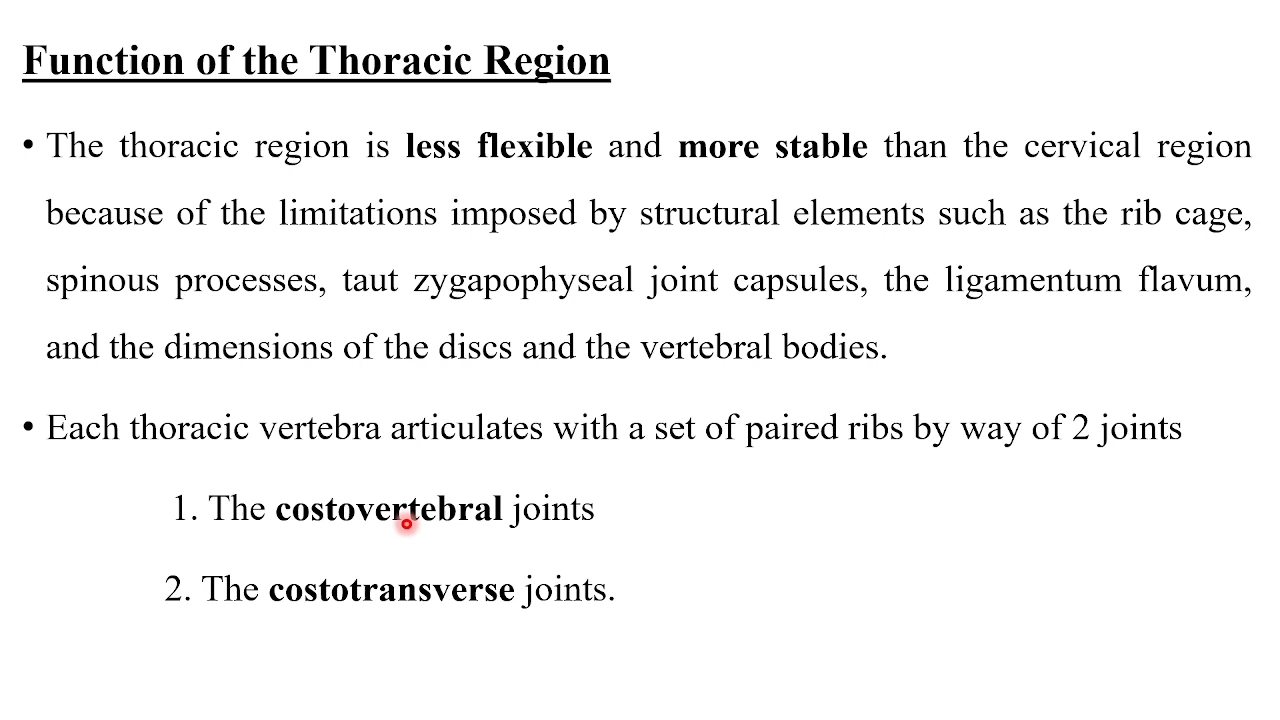 Function of the Thoracic Region
• The thoracic region is less flexible and more stable than the cervical region
because of the limitations imposed by structural elements such as the rib cage,
spinous processes, taut zygapophyseal joint capsules, the ligamentum flavum,
and the dimensions of the discs and the vertebral bodies.
• Each thoracic vertebra articulates with a set of paired ribs by way of 2 joints
1. The costovertebral joints
2. The costotransverse joints.